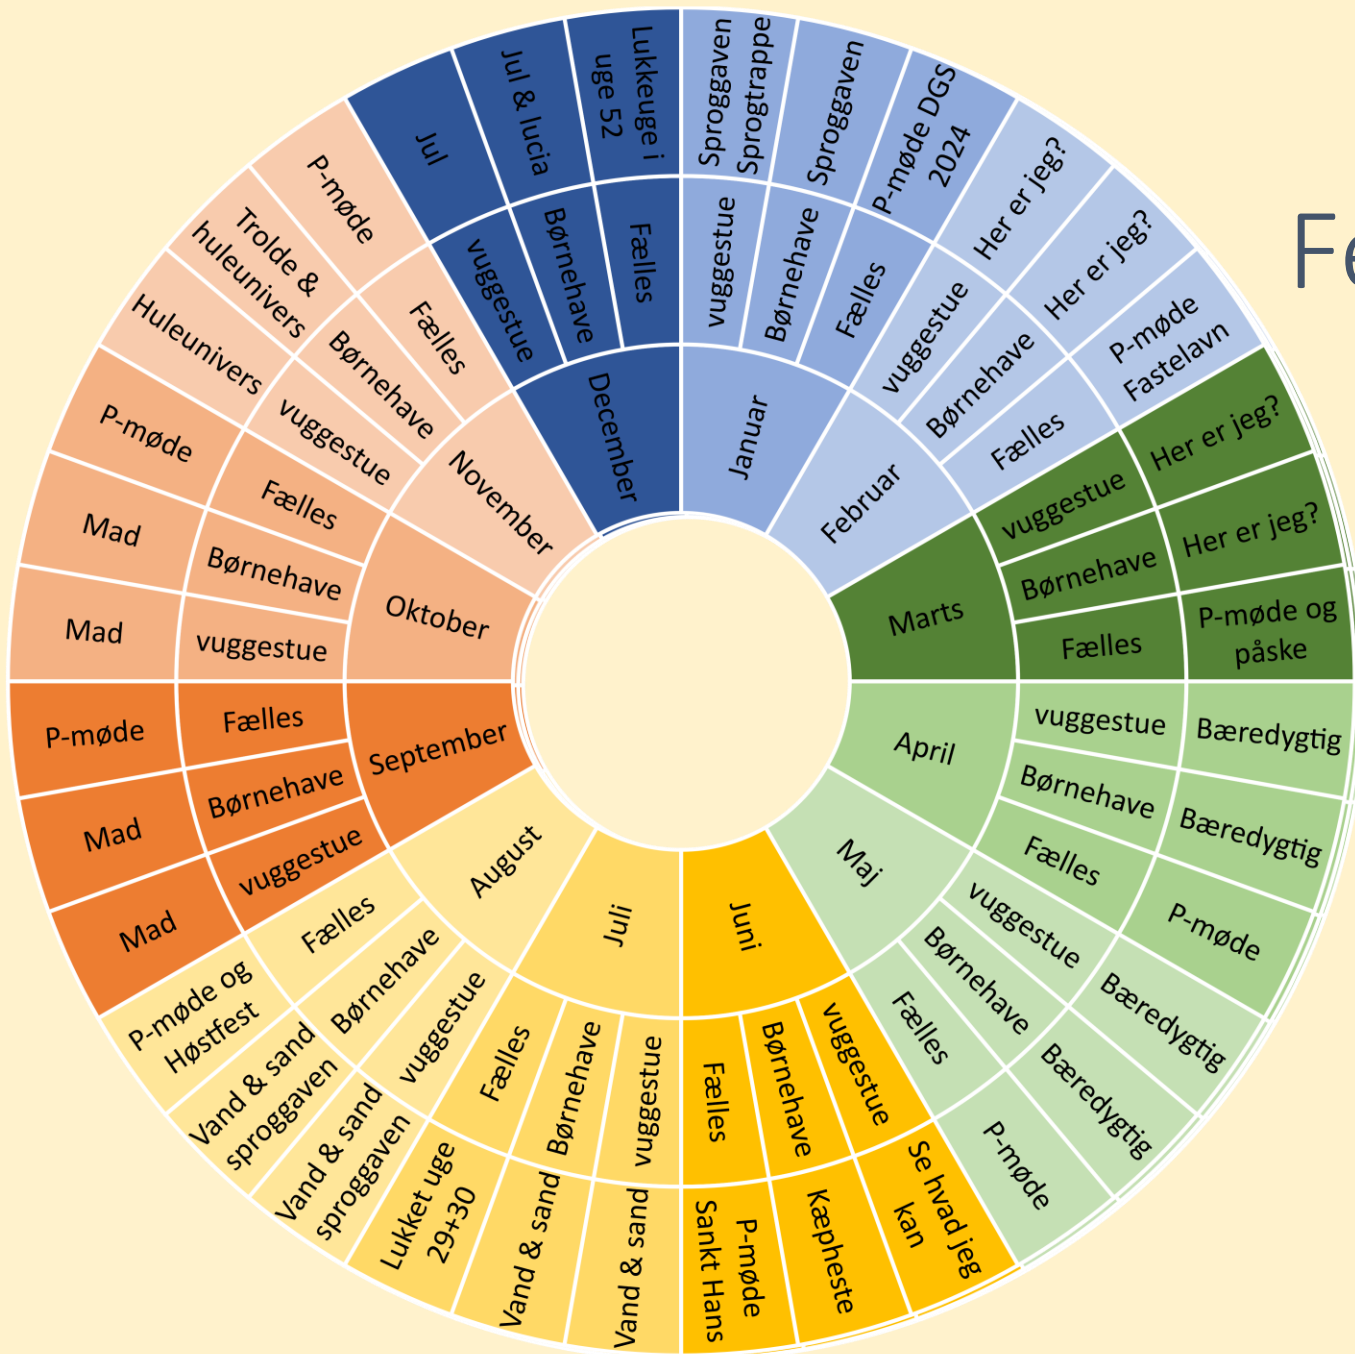 Fe
Januar
vuggestue
Sproggaven
Sprogtrappe
Børnehave
Sproggaven
Fælles
P-møde DGS
2024
Februar
vuggestue
Her er jeg?
Børnehave
Her er jeg?
Fælles
P-møde
Fastelavn
Marts
vuggestue
Her er jeg?
Børnehave
Her er jeg?
Fælles
P-møde og
påske
April
vuggestue
Bæredygtig
Børnehave
Bæredygtig
Fælles
P-møde
Maj
vuggestue
Bæredygtig
Børnehave
Bæredygtig
Fælles
P-møde
Juni
vuggestue
Se hvad jeg
kan
Børnehave
Kæpheste
Fælles
P-møde
Sankt Hans
Juli
vuggestue
Vand & sand
Børnehave
Vand & sand
Fælles
Lukket uge
29+30
August
vuggestue
Vand & sand
sproggaven
Børnehave
Vand & sand
sproggaven
Fælles
P-møde og
Høstfest
September
vuggestue
Mad
Børnehave
Mad
Fælles
P-møde
Oktober
vuggestue
Mad
Børnehave
Mad
Fælles
P-møde
November
vuggestue
Huleunivers
Børnehave
Trolde &
huleunivers
Fælles
P-møde
December
vuggestue
Jul
Børnehave
Jul & lucia
Fælles
Lukkeuge i
uge 52